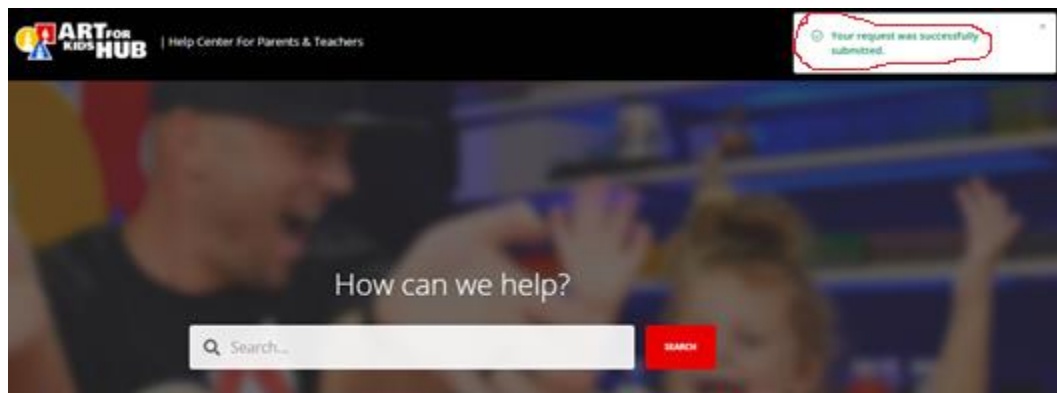 ART FOR
KIDS HUB
| Help Center For Parents & Teachers
Your request was successfully
submitted.
How can we help?
Search...
SEARCH